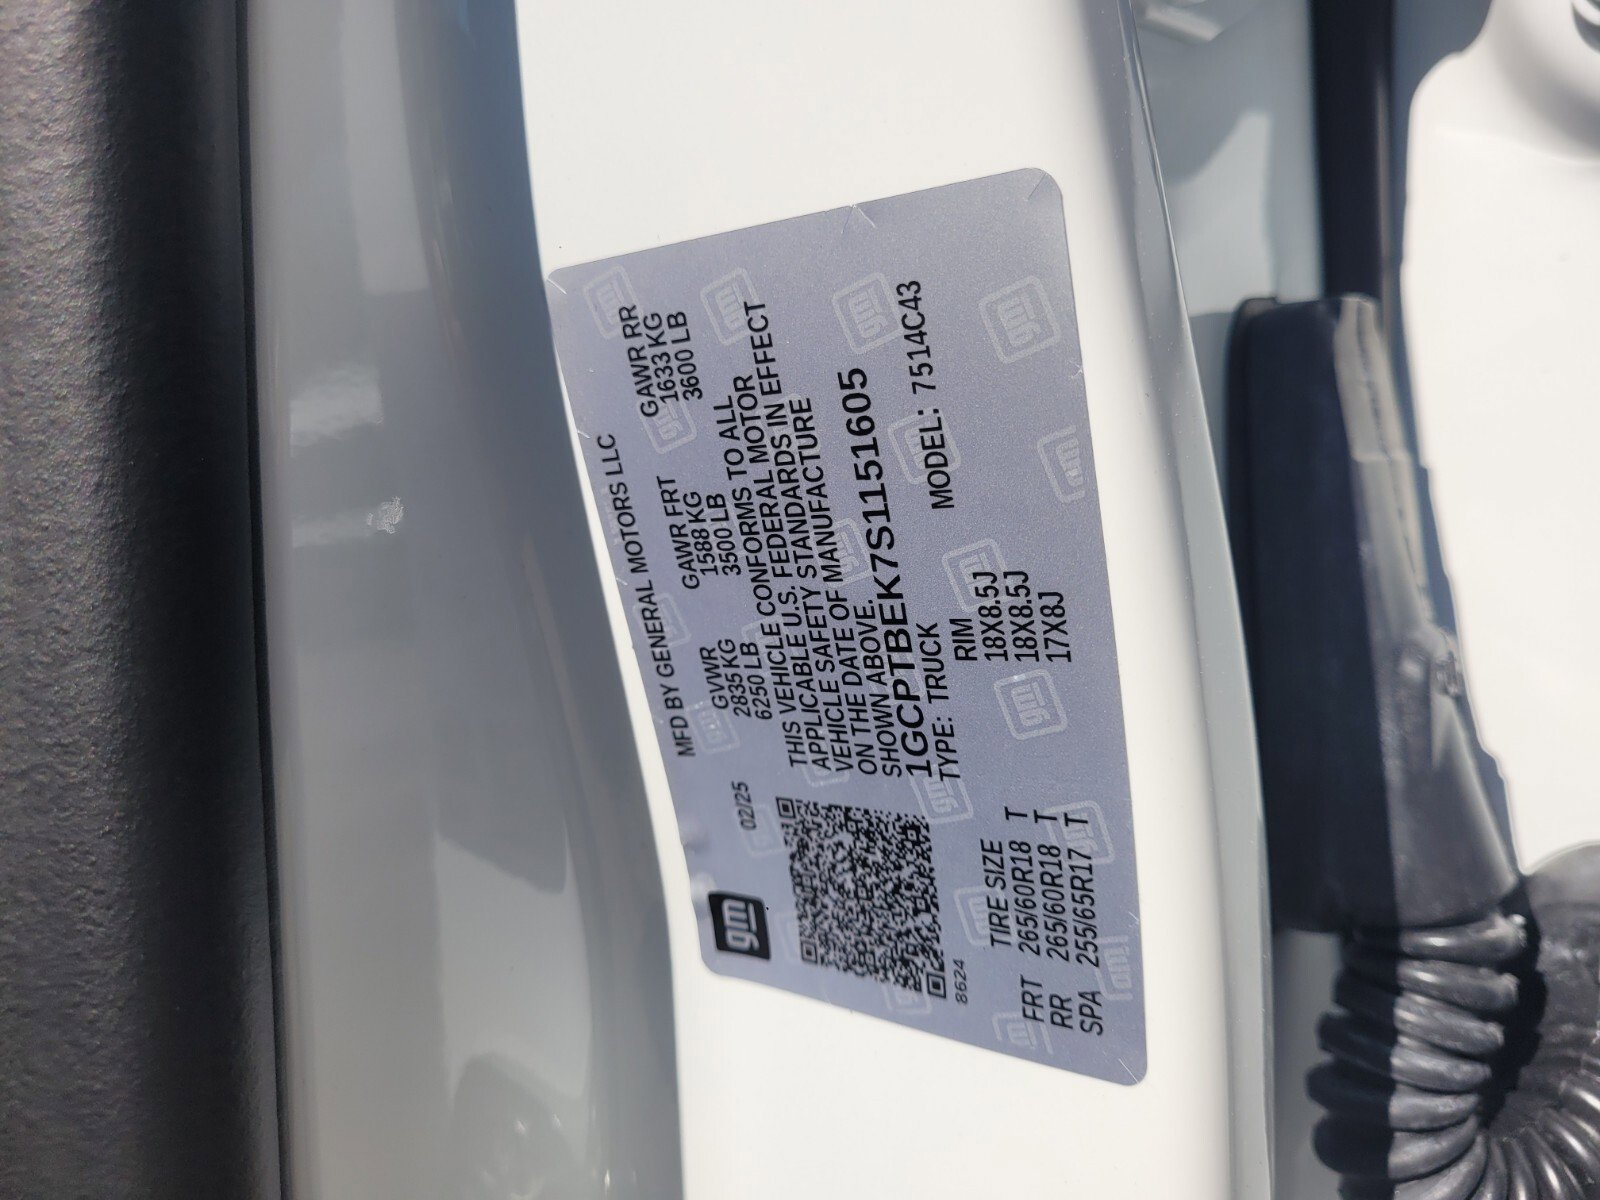 gm
02/25
MFD BY GENERAL MOTORS LLC
GVWR GAWR FRT GAWR RR
2835 KG 1588 KG 1633 KG
6250 LB 3500 LB 3600 LB
THIS VEHICLE CONFORMS TO ALL
APPLICABLE U.S. FEDERAL MOTOR
VEHICLE SAFETY STANDARDS IN EFFECT
ON THE DATE OF MANUFACTURE
SHOWN ABOVE.
1GCPTBEK7S1151605
TYPE: TRUCK MODEL: 7514C43
8624
TIRE SIZE RIM
FRT 265/60R18 T 18X8.5J
RR 265/60R18 T 18X8.5J
SPA 255/65R17 T 17X8J